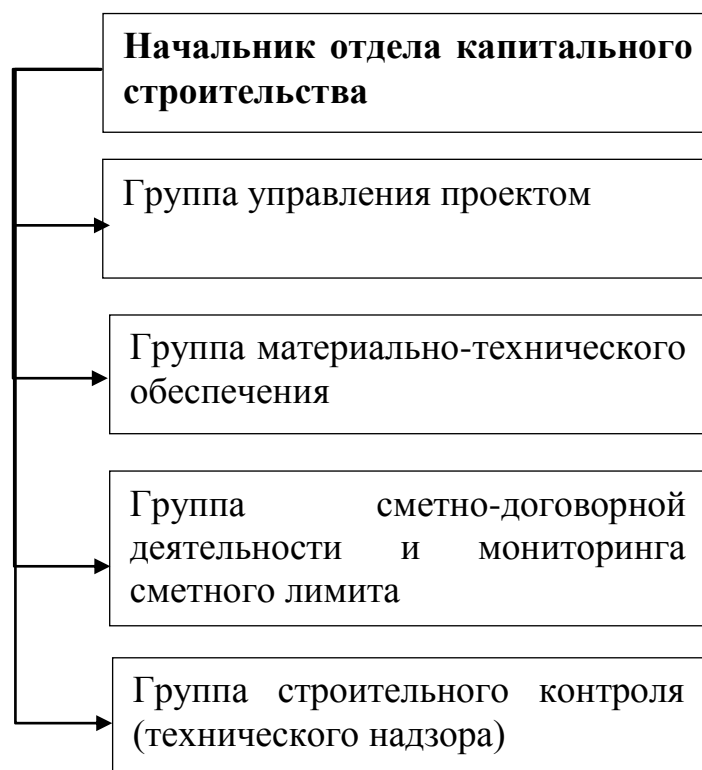 Начальник отдела капитального
строительства
Группа управления проектом
Группа материально-технического
обеспечения
Группа сметно-договорной
деятельности и мониторинга
сметного лимита
Группа строительного контроля
(технического надзора)